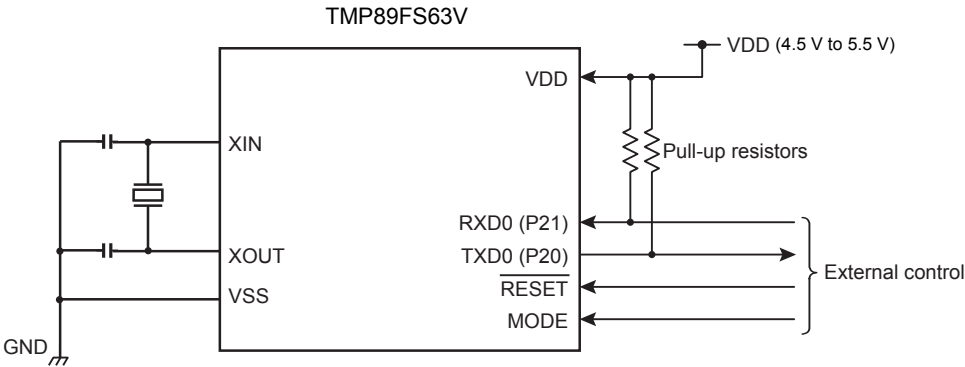 TMP89FS63V
VDD (4.5 V to 5.5 V)
VDD
XIN
Pull-up resistors
RXD0 (P21)
XOUT
TXD0 (P20)
External control
RESET
VSS
MODE
GND